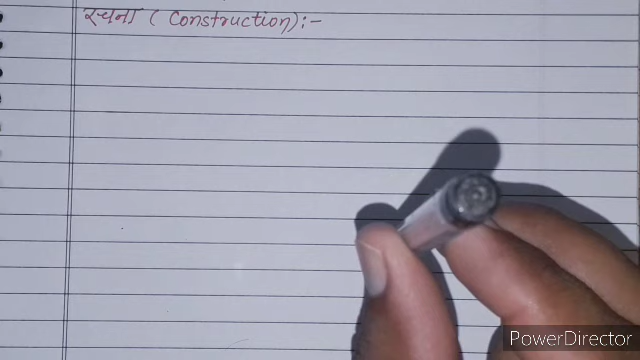 रचना ( Construction):-
PowerDirector